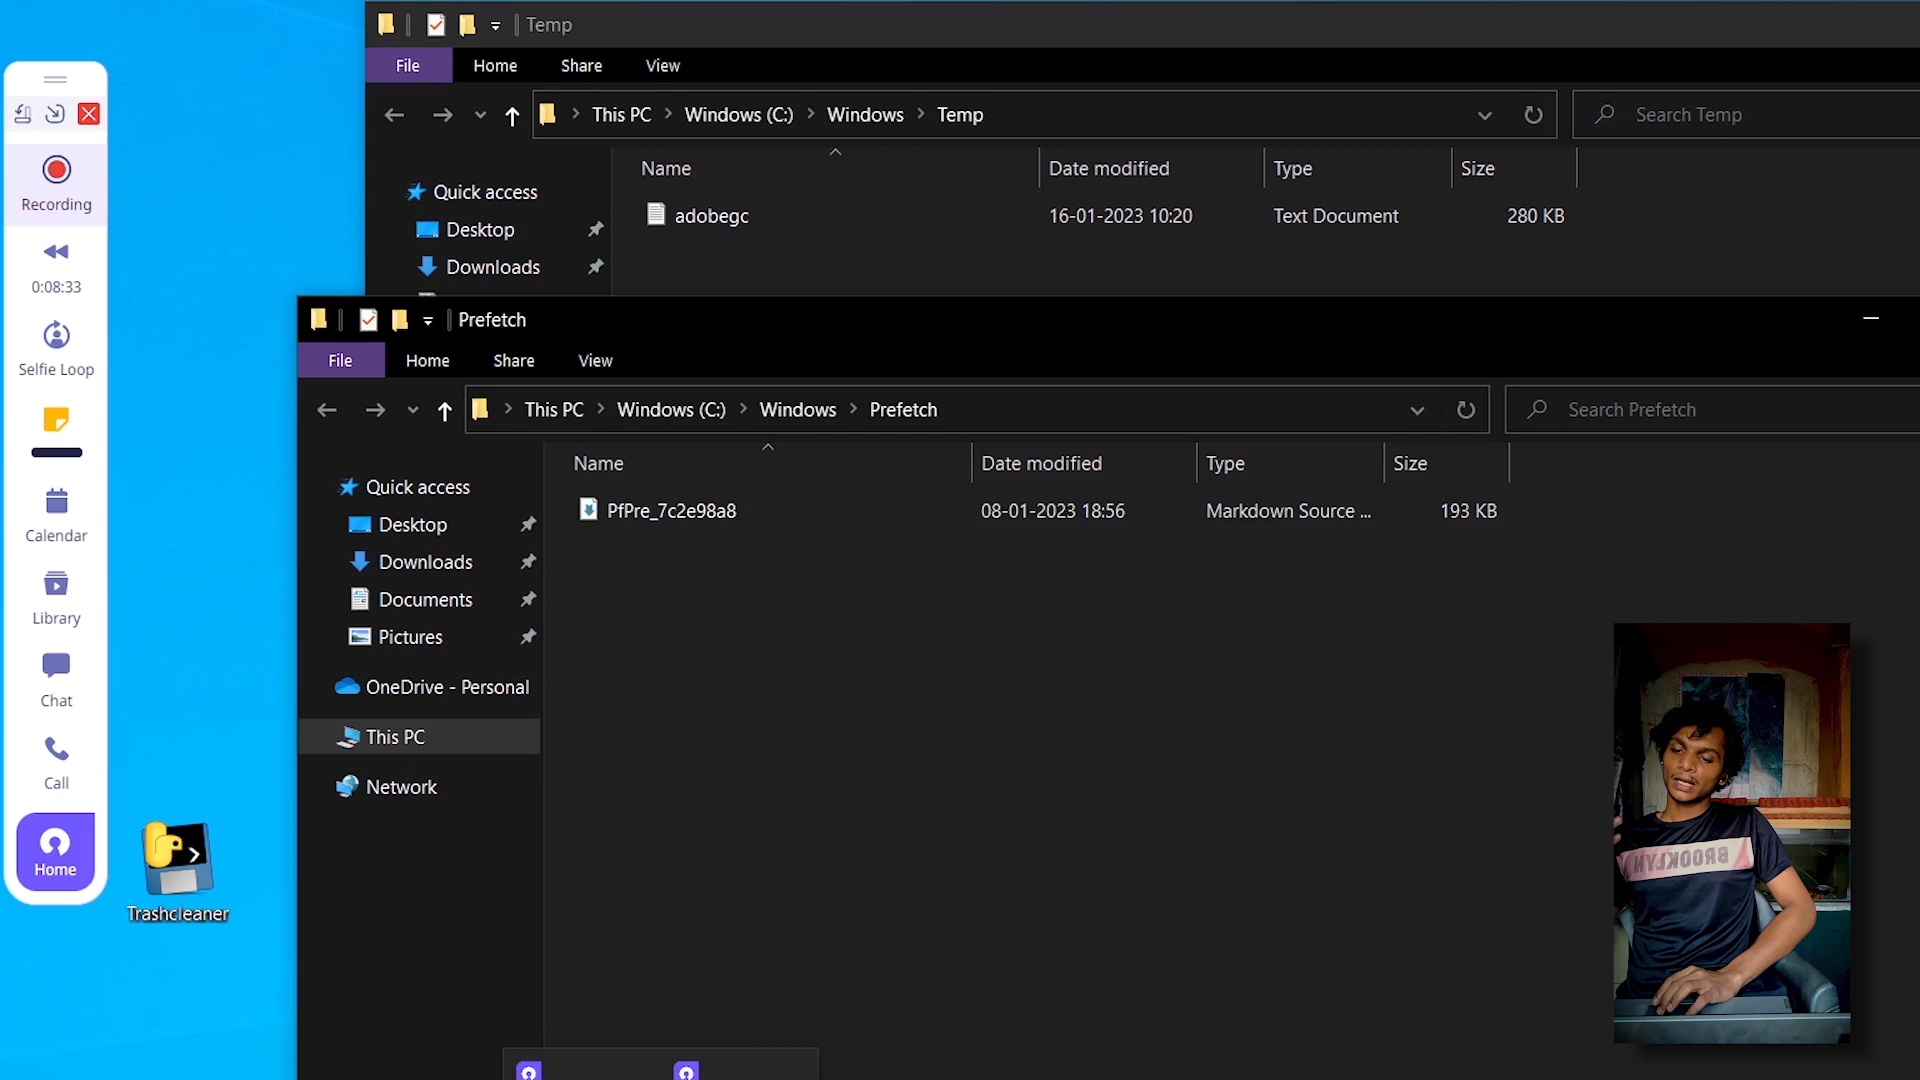 Temp
File Home Share View
This PC Windows (C:) Windows Temp
Search Temp
Name Date modified Type Size
adobegc 16-01-2023 10:20 Text Document 280 KB
Quick access
Desktop
Downloads
Recording
0:08:33
Selfie Loop
Calendar
Library
Chat
Call
Home
Trashcleaner
Prefetch
File Home Share View
This PC Windows (C:) Windows Prefetch
Search Prefetch
Name Date modified Type Size
PfPre_7c2e98a8 08-01-2023 18:56 Markdown Source ... 193 KB
Quick access
Desktop
Downloads
Documents
Pictures
OneDrive - Personal
This PC
Network
BROOKLYN